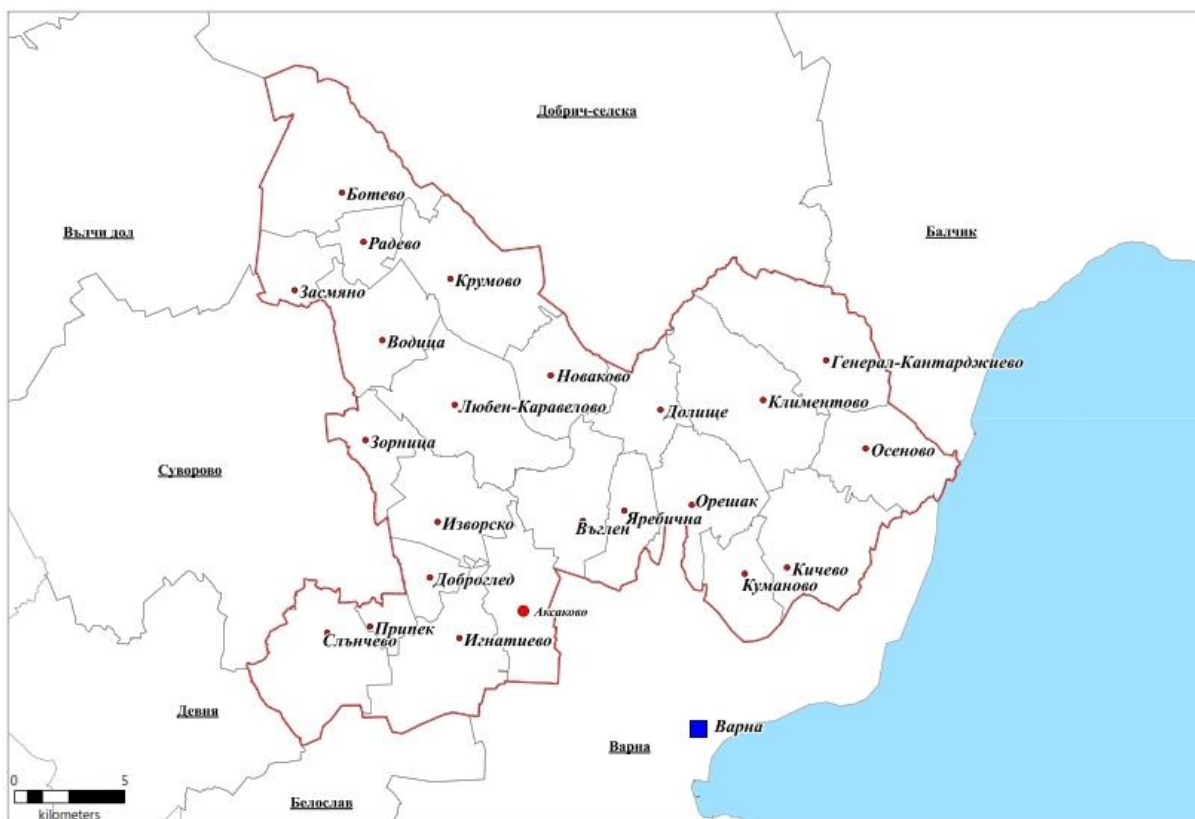 Добрич-селска
Ботево
Вълчи дол
Балчик
Радево
Крумово
Засмяно
Водица
Генерал-Кантарджиево
Новаково
Климентово
Любен-Каравелово
Долище
Зорница
Осеново
Суворово
Орешак
Яребична
Изворско
Въглен
Кичево
Доброглед
Куманово
Аксаково
Припек
Слънчево
Игнатиево
Девня
Варна
Варна
0 5
kilometers
Белослав